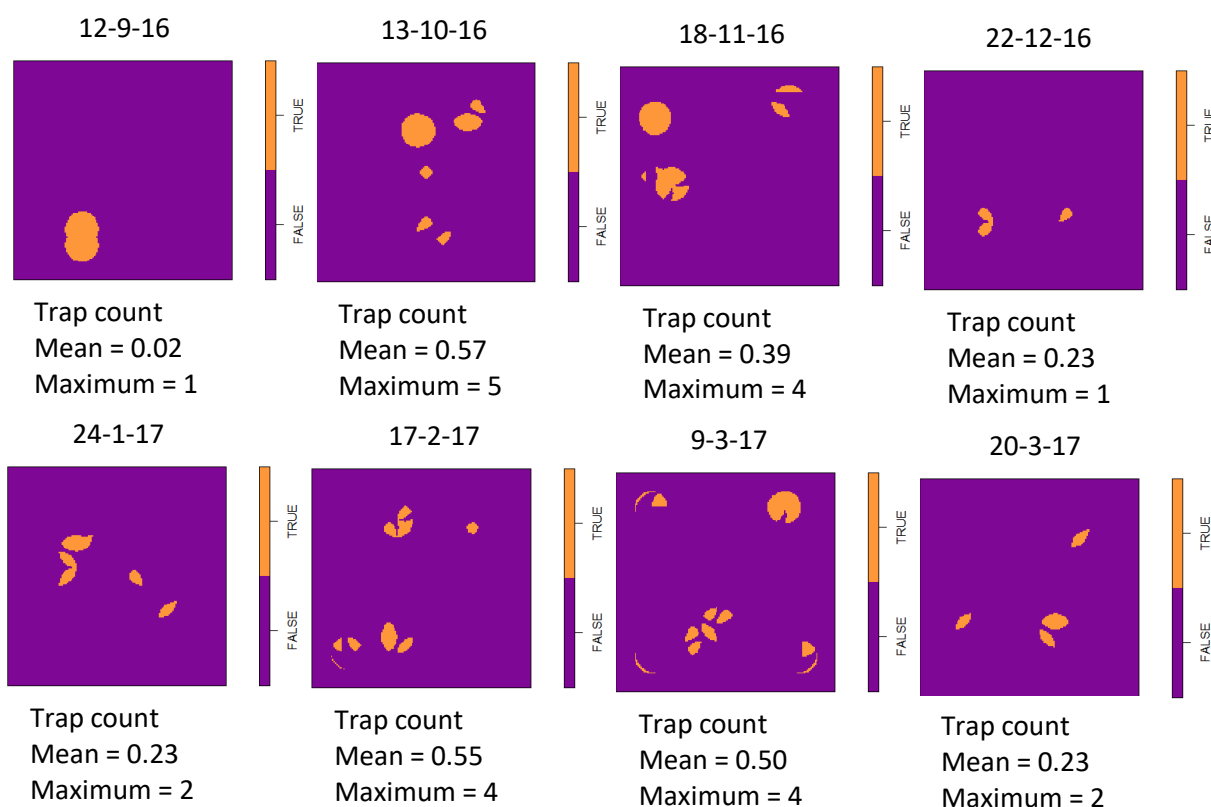 12-9-16
13-10-16
18-11-16
22-12-16
TRUE
FALSE
TRUE
FALSE
TRUE
FALSE
TRUE
FALSE
Trap count
Mean = 0.02
Maximum = 1
Trap count
Mean = 0.57
Maximum = 5
Trap count
Mean = 0.39
Maximum = 4
Trap count
Mean = 0.23
Maximum = 1
24-1-17
17-2-17
9-3-17
20-3-17
TRUE
FALSE
TRUE
FALSE
TRUE
FALSE
TRUE
FALSE
Trap count
Mean = 0.23
Maximum = 2
Trap count
Mean = 0.55
Maximum = 4
Trap count
Mean = 0.50
Maximum = 4
Trap count
Mean = 0.23
Maximum = 2